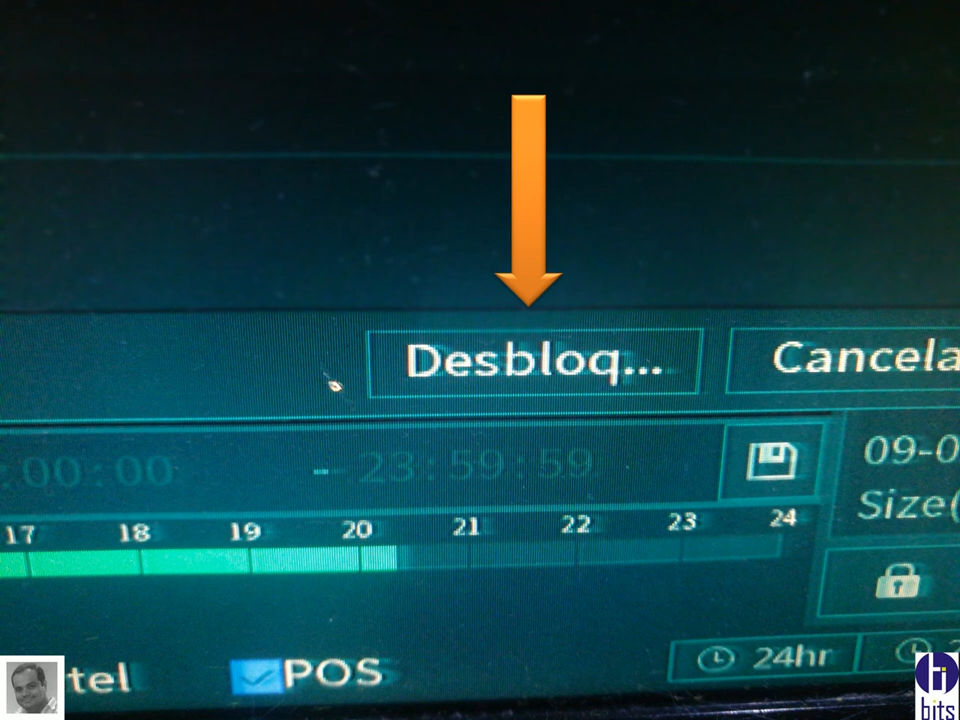 Desbloq... Cancela
:00:00 - 23:59:59 09-0
Size(
17 18 19 20 21 22 23 24
tel POS 24hr
bits